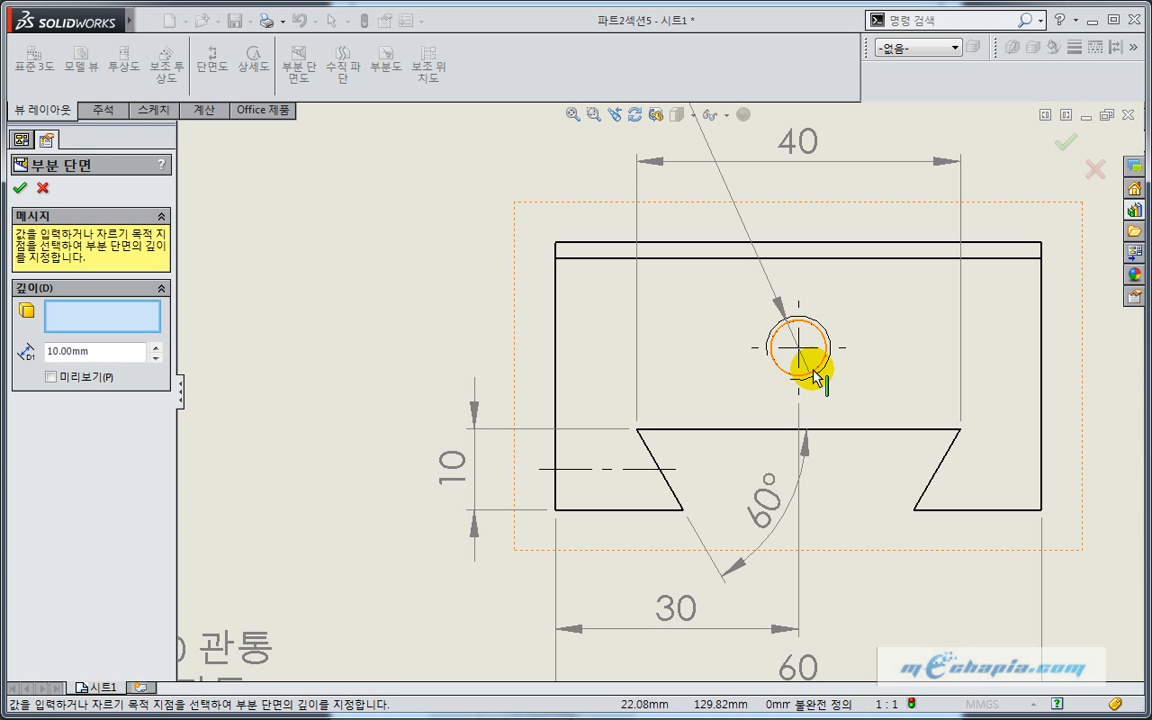 SOLIDWORKS
파트2섹션5 - 시트1 *
명령 검색
표준 3도
모델 뷰
투상도
보조 투
상도
단면도
상세도
부분 단
면도
수직 파
단
부분도
보조 위
치도
-없음-
뷰 레이아웃
주석
스케치
계산
Office 제품
부분 단면
?
메시지
값을 입력하거나 자르기 목적 지
점을 선택하여 부분 단면의 깊이
를 지정합니다.
깊이(D)
D1
10.00mm
미리보기(P)
40
10
60°
30
60
관통
mechapia.com
시트1
값을 입력하거나 자르기 목적 지점을 선택하여 부분 단면의 깊이를 지정합니다.
22.08mm
129.82mm
0mm 불완전 정의
1 : 1
MMGS